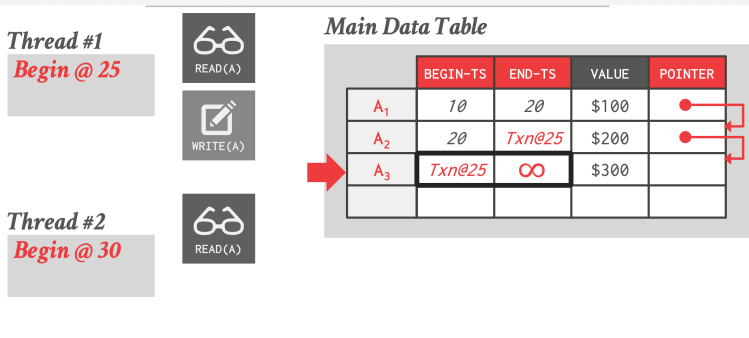 Thread #1
Begin @ 25
READ(A)
WRITE(A)
Thread #2
Begin @ 30
READ(A)
Main Data Table
BEGIN-TS END-TS VALUE POINTER
A1 10 20 $100
A2 20 Txn@25 $200
A3 Txn@25 ∞ $300